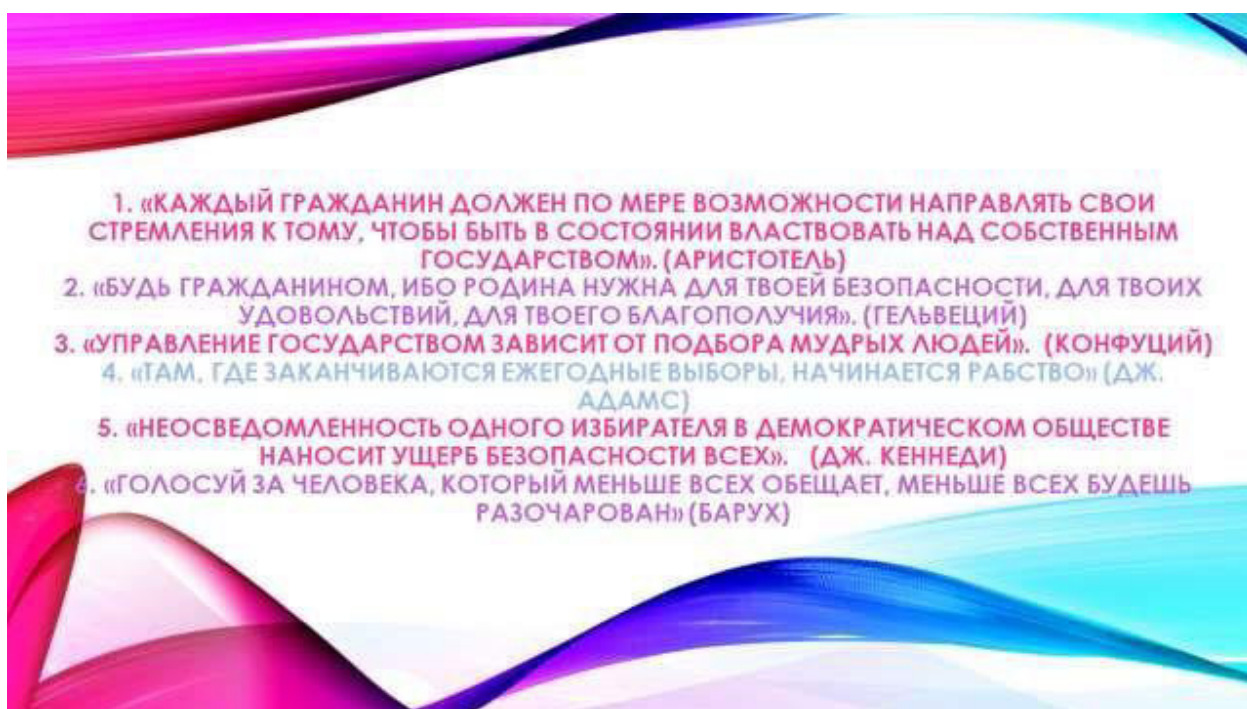 1. «КАЖДЫЙ ГРАЖДАНИН ДОЛЖЕН ПО МЕРЕ ВОЗМОЖНОСТИ НАПРАВЛЯТЬ СВОИ
СТРЕМЛЕНИЯ К ТОМУ, ЧТОБЫ БЫТЬ В СОСТОЯНИИ ВЛАСТВОВАТЬ НАД СОБСТВЕННЫМ
ГОСУДАРСТВОМ». (АРИСТОТЕЛЬ)
2. «БУДЬ ГРАЖДАНИНОМ, ИБО РОДИНА НУЖНА ДЛЯ ТВОЕЙ БЕЗОПАСНОСТИ, ДЛЯ ТВОИХ
УДОВОЛЬСТВИЙ, ДЛЯ ТВОЕГО БЛАГОПОЛУЧИЯ». (ГЕЛЬВЕЦИЙ)
3. «УПРАВЛЕНИЕ ГОСУДАРСТВОМ ЗАВИСИТ ОТ ПОДБОРА МУДРЫХ ЛЮДЕЙ». (КОНФУЦИЙ)
4. «ТАМ, ГДЕ ЗАКАНЧИВАЮТСЯ ЕЖЕГОДНЫЕ ВЫБОРЫ, НАЧИНАЕТСЯ РАБСТВО» (ДЖ.
АДАМС)
5. «НЕОСВЕДОМЛЕННОСТЬ ОДНОГО ИЗБИРАТЕЛЯ В ДЕМОКРАТИЧЕСКОМ ОБЩЕСТВЕ
НАНОСИТ УЩЕРБ БЕЗОПАСНОСТИ ВСЕХ». (ДЖ. КЕННЕДИ)
6. «ГОЛОСУЙ ЗА ЧЕЛОВЕКА, КОТОРЫЙ МЕНЬШЕ ВСЕХ ОБЕЩАЕТ, МЕНЬШЕ ВСЕХ БУДЕШЬ
РАЗОЧАРОВАН» (БАРУХ)